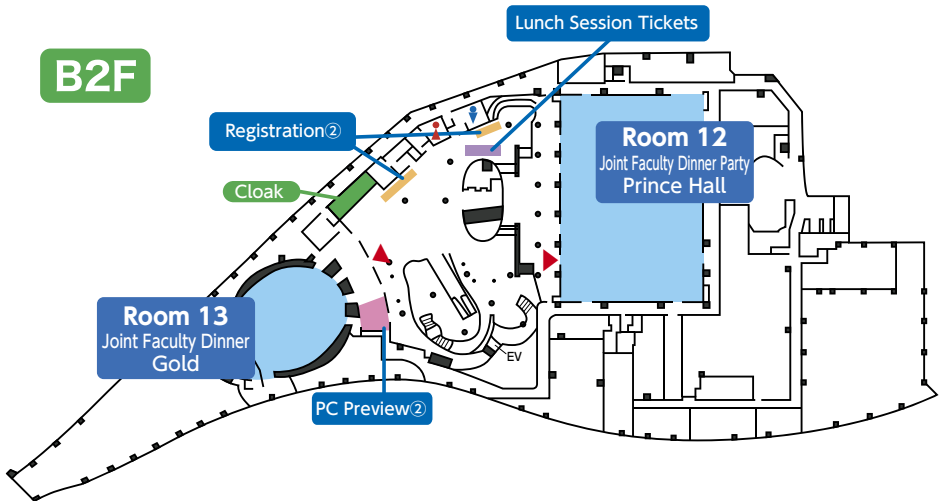 Lunch Session Tickets
B2F
Registration②
Room 12
Joint Faculty Dinner Party
Prince Hall
Cloak
Room 13
Joint Faculty Dinner
Gold
EV
PC Preview②